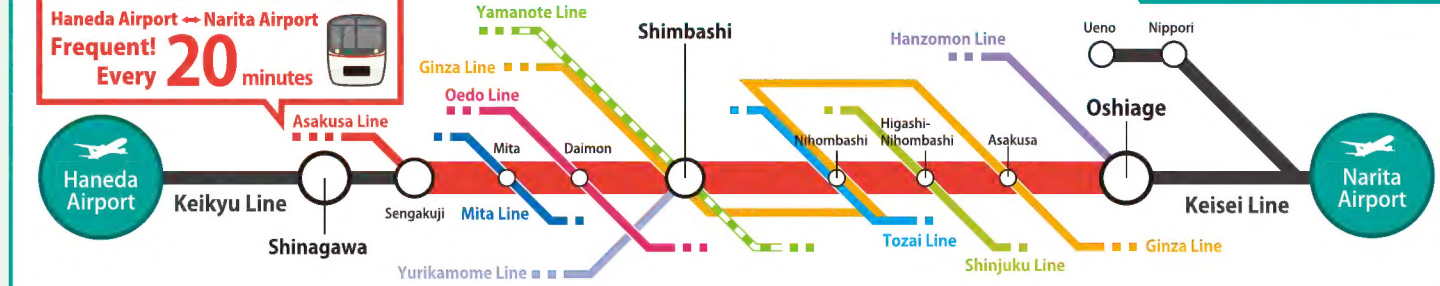 Haneda Airport ↔ Narita Airport
Frequent!
Every 20 minutes
Yamanote Line
Ginza Line
Oedo Line
Asakusa Line
Shimbashi
Hanzomon Line
Ueno
Nippori
Oshiage
Mita
Daimon
Nihombashi
Higashi-
Nihombashi
Asakusa
Haneda
Airport
Keikyu Line
Shinagawa
Sengakuji
Mita Line
Yurikamome Line
Tozai Line
Shinjuku Line
Ginza Line
Keisei Line
Narita
Airport